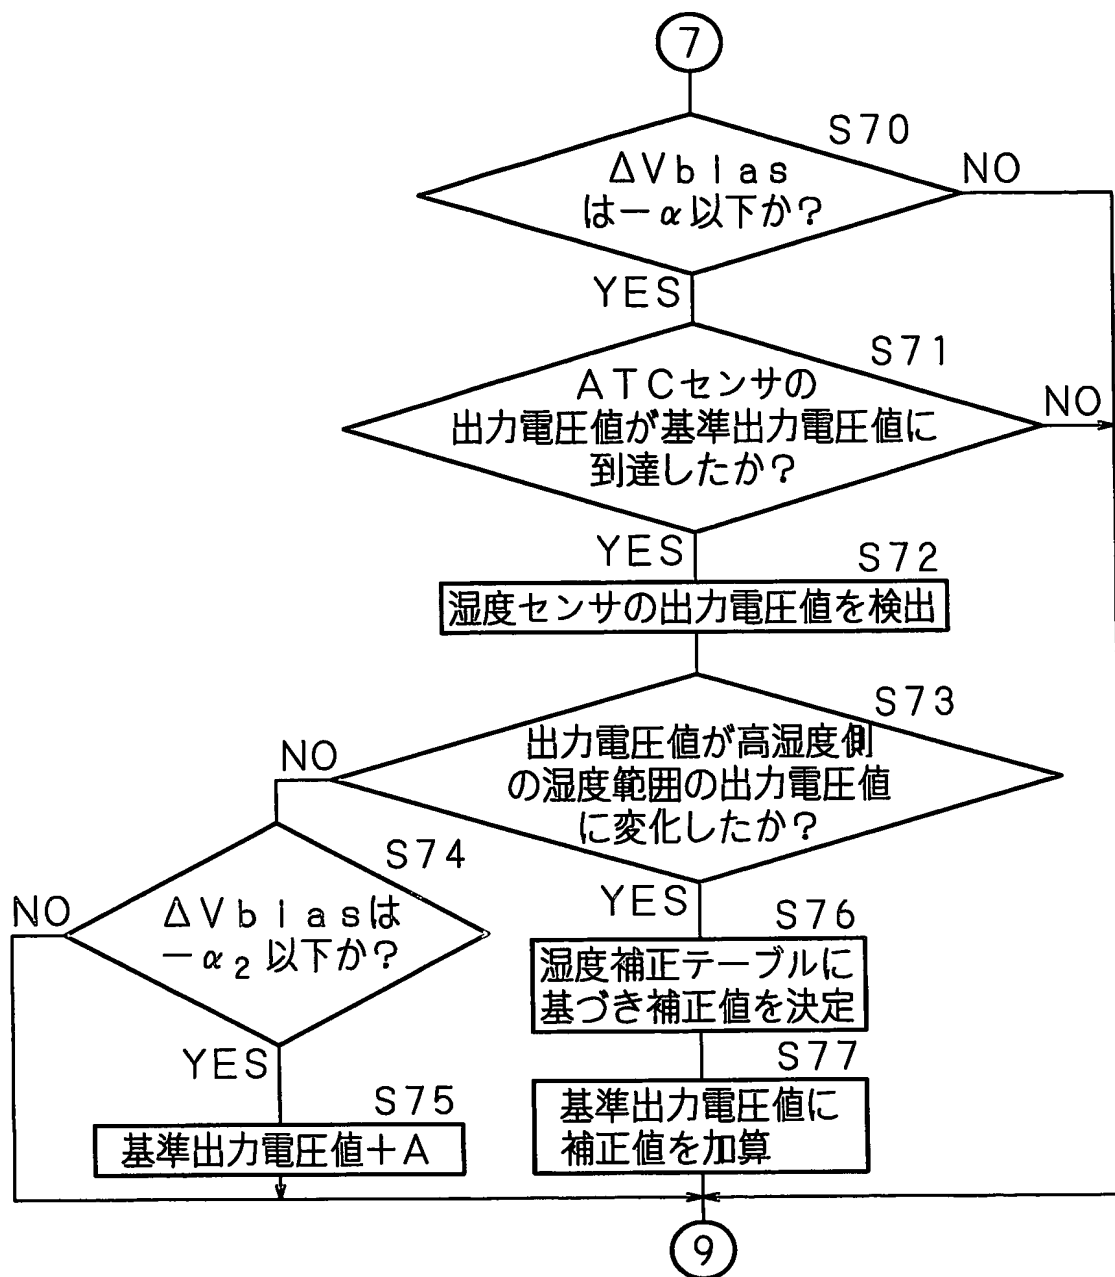 7
S70
ΔVbias
は－α以下か？
NO
YES
S71
ATCセンサの
出力電圧値が基準出力電圧値に
到達したか？
NO
YES
S72
湿度センサの出力電圧値を検出
S73
出力電圧値が高湿度側
の湿度範囲の出力電圧値
に変化したか？
NO
YES
S74
ΔVbiasは
－α₂以下か？
NO
YES
S75
基準出力電圧値＋A
S76
湿度補正テーブルに
基づき補正値を決定
S77
基準出力電圧値に
補正値を加算
9